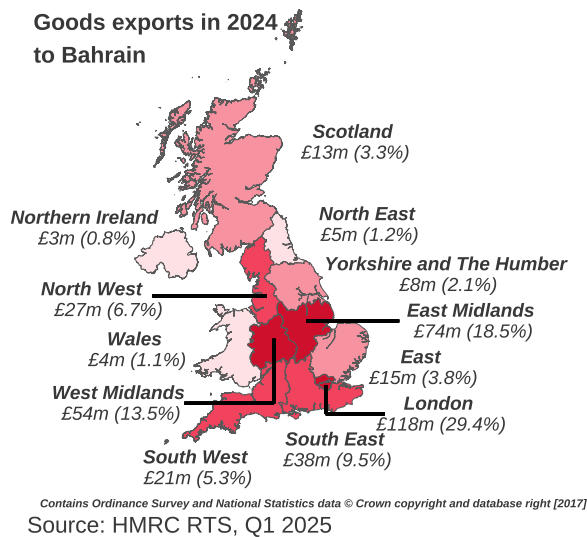 Goods exports in 2024
to Bahrain
Scotland
£13m (3.3%)
Northern Ireland
£3m (0.8%)
North East
£5m (1.2%)
Yorkshire and The Humber
£8m (2.1%)
North West
£27m (6.7%)
East Midlands
£74m (18.5%)
Wales
£4m (1.1%)
East
£15m (3.8%)
West Midlands
£54m (13.5%)
London
£118m (29.4%)
South East
£38m (9.5%)
South West
£21m (5.3%)
Contains Ordinance Survey and National Statistics data © Crown copyright and database right [2017]
Source: HMRC RTS, Q1 2025